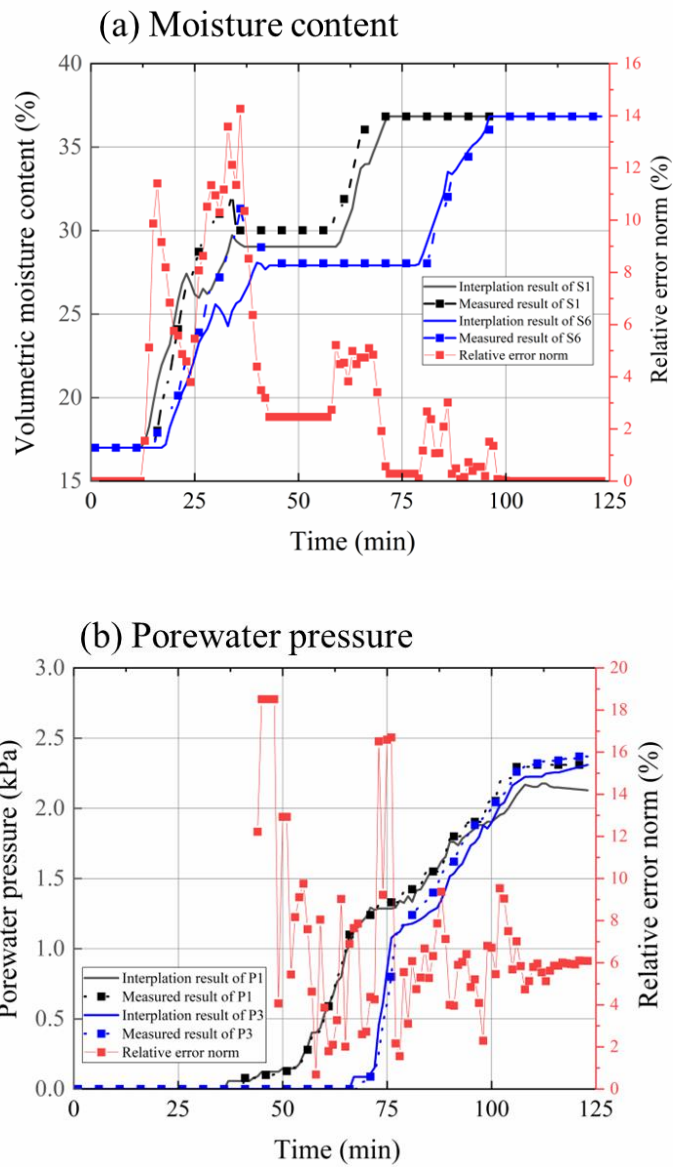 (a) Moisture content
Volumetric moisture content (%)
40
35
30
25
20
15
16
14
12
10
8
6
4
2
0
Relative error norm (%)
Interplation result of S1
Measured result of S1
Interplation result of S6
Measured result of S6
Relative error norm
0 25 50 75 100 125
Time (min)
(b) Porewater pressure
Porewater pressure (kPa)
3.0
2.5
2.0
1.5
1.0
0.5
0.0
20
18
16
14
12
10
8
6
4
2
0
Relative error norm (%)
Interplation result of P1
Measured result of P1
Interplation result of P3
Measured result of P3
Relative error norm
0 25 50 75 100 125
Time (min)